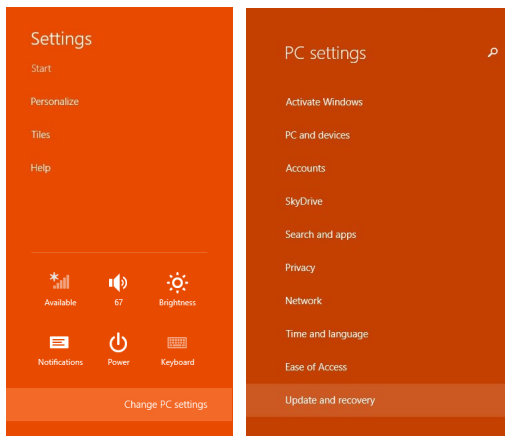 Settings
Start
Personalize
Tiles
Help
Available
67
Brightness
Notifications
Power
Keyboard
Change PC settings
PC settings
Activate Windows
PC and devices
Accounts
SkyDrive
Search and apps
Privacy
Network
Time and language
Ease of Access
Update and recovery